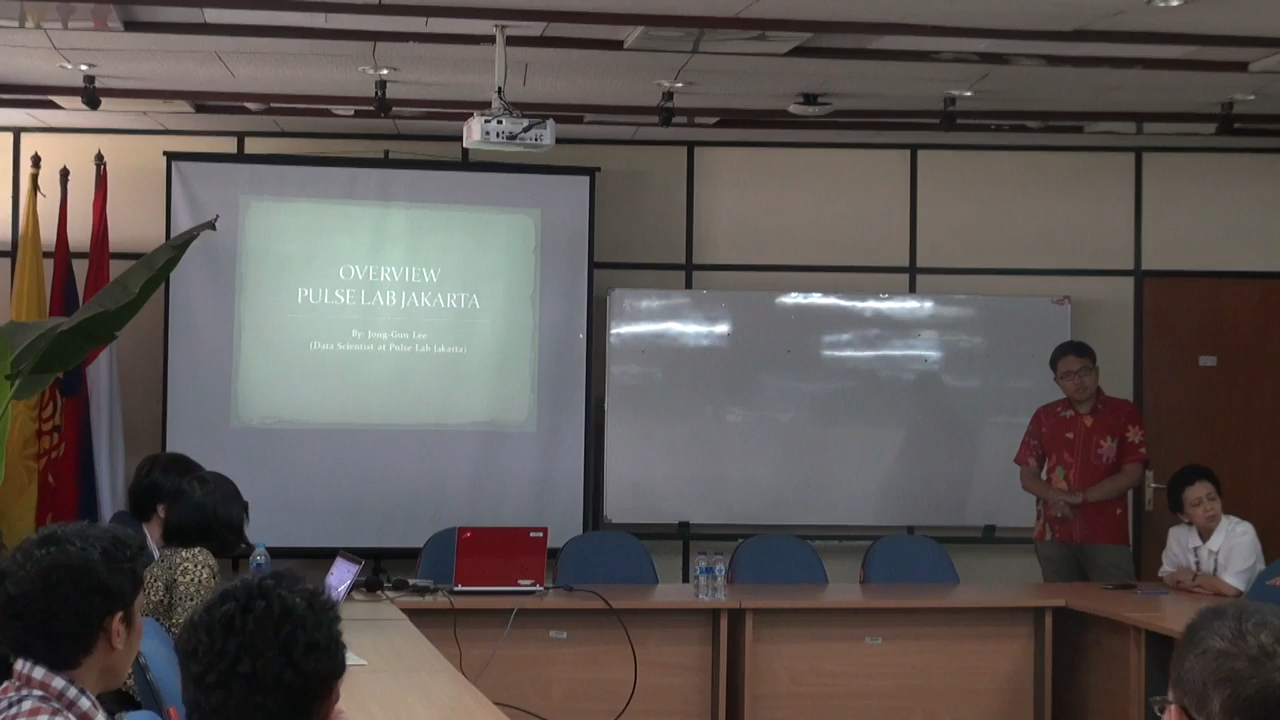 OVERVIEW
PULSE LAB JAKARTA
By: Jong-Gun Lee
(Data Scientist at Pulse Lab Jakarta)